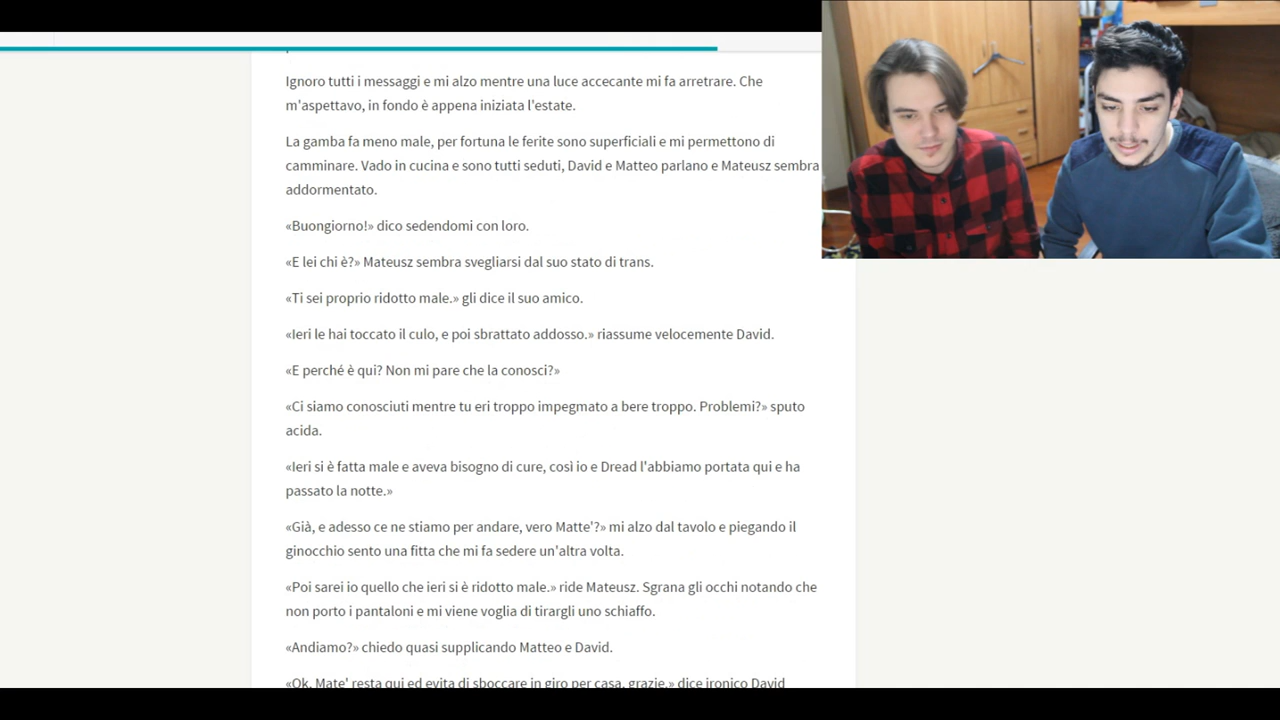 Ignoro tutti i messaggi e mi alzo mentre una luce accecante mi fa arretrare. Che
m'aspettavo, in fondo è appena iniziata l'estate.
La gamba fa meno male, per fortuna le ferite sono superficiali e mi permettono di
camminare. Vado in cucina e sono tutti seduti, David e Matteo parlano e Mateusz sembra
addormentato.
«Buongiorno!» dico sedendomi con loro.
«E lei chi è?» Mateusz sembra svegliarsi dal suo stato di trans.
«Ti sei proprio ridotto male.» gli dice il suo amico.
«Ieri le hai toccato il culo, e poi sbrattato addosso.» riassume velocemente David.
«E perché è qui? Non mi pare che la conosci?»
«Ci siamo conosciuti mentre tu eri troppo impegmato a bere troppo. Problemi?» sputo
acida.
«Ieri si è fatta male e aveva bisogno di cure, così io e Dread l'abbiamo portata qui e ha
passato la notte.»
«Già, e adesso ce ne stiamo per andare, vero Matte'?» mi alzo dal tavolo e piegando il
ginocchio sento una fitta che mi fa sedere un'altra volta.
«Poi sarei io quello che ieri si è ridotto male.» ride Mateusz. Sgrana gli occhi notando che
non porto i pantaloni e mi viene voglia di tirargli uno schiaffo.
«Andiamo?» chiedo quasi supplicando Matteo e David.
«Ok, Mate' resta qui ed evita di sboccare in giro per casa, grazie.» dice ironico David